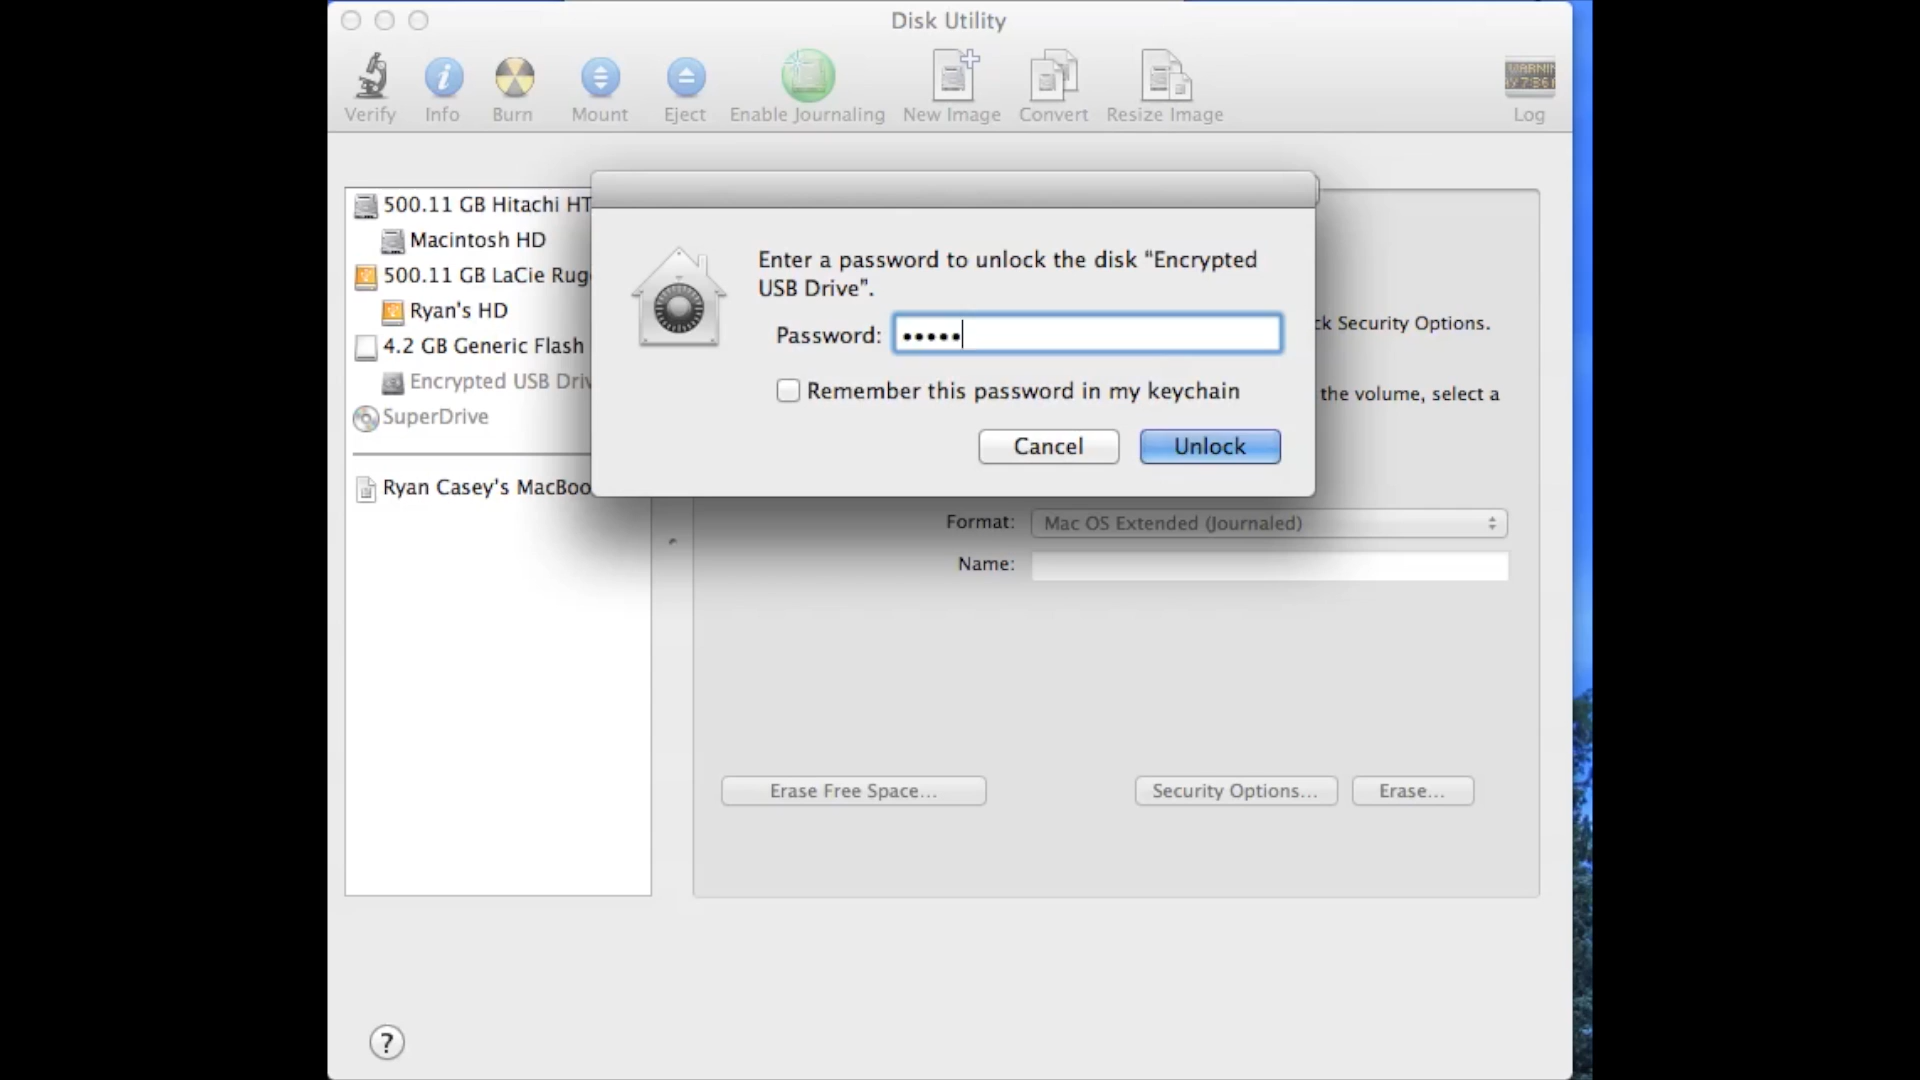 Disk Utility
Verify
Info
Burn
Mount
Eject
Enable Journaling
New Image
Convert
Resize Image
WARNIN
Log
500.11 GB Hitachi HT
Macintosh HD
500.11 GB LaCie Rug
Ryan's HD
4.2 GB Generic Flash
Encrypted USB Driv
SuperDrive
Ryan Casey's MacBoo
Enter a password to unlock the disk “Encrypted
USB Drive”.
Password: •••••
Remember this password in my keychain
Cancel
Unlock
ck Security Options.
the volume, select a
Format: Mac OS Extended (Journaled)
Name:
Erase Free Space...
Security Options...
Erase...
?